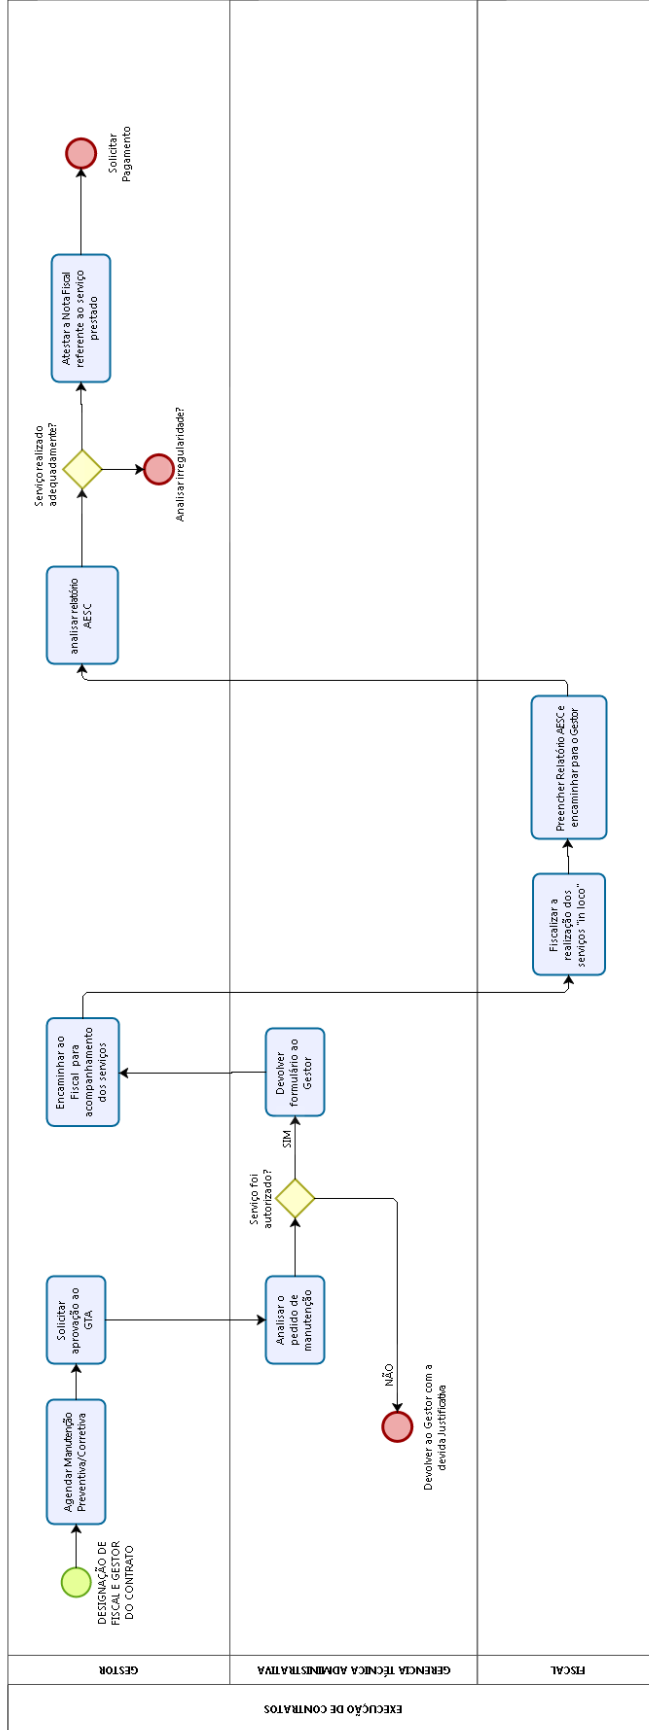 EXECUÇÃO DE CONTRATOS
GESTOR
DESIGNAÇÃO DE
FISCAL E GESTOR
DO CONTRATO
Agendar Manutenção
Preventiva/Corretiva
Solicitar
aprovação ao
GTA
Encaminhar ao
Fiscal para
acompanhamento
dos serviços
analisar relatório
AESC
Serviço realizado
adequadamente?
Analisar irregularidade?
Atestar a Nota Fiscal
referente ao serviço
prestado
Solicitar
Pagamento
GERENCIA TÉCNICA ADMINISTRATIVA
Analisar o
pedido de
manutenção
Serviço foi
autorizado?
SIM
Devolver
formulário ao
Gestor
NÃO
Devolver ao Gestor com a
devida Justificativa
FISCAL
Fiscalizar a
realização dos
serviços "in loco"
Preencher Relatório AESC e
encaminhar para o Gestor